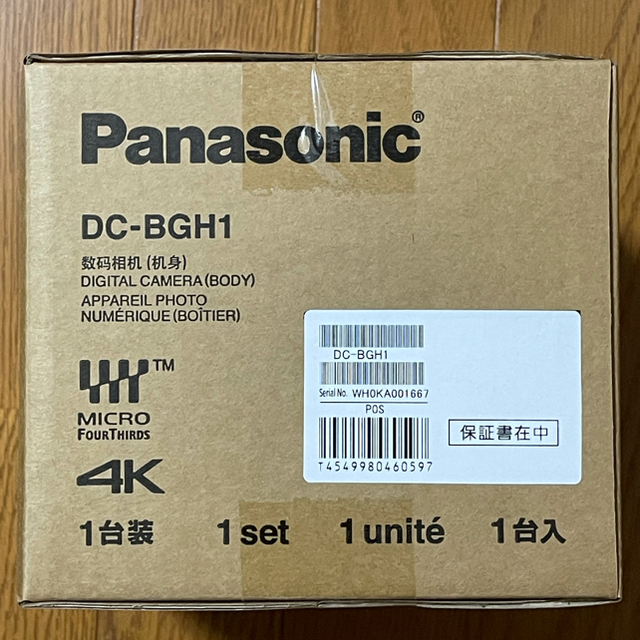 Panasonic®
DC-BGH1
数码相机(机身)
DIGITAL CAMERA(BODY)
APPAREIL PHOTO
NUMÉRIQUE(BOÎTIER)
DC-BGH1
Serial No. WH0KA001667
POS
T4549980460597
保証書在中
TM
MICRO
FOURTHIRDS
4K
1台装 1 set 1 unité 1台入